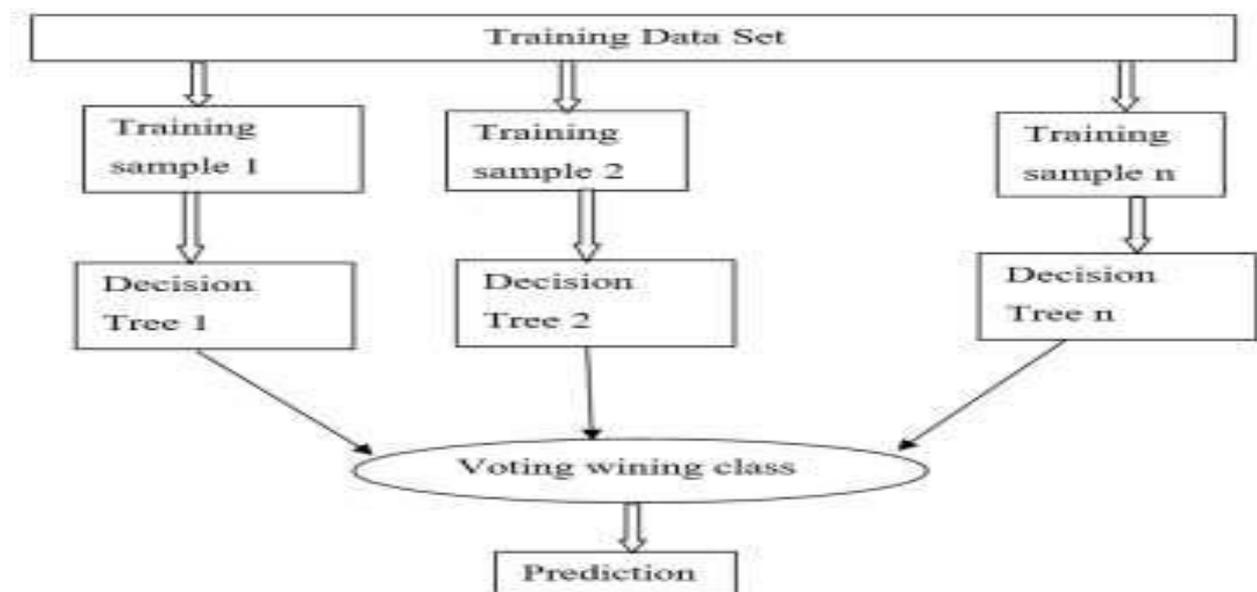 Training Data Set
Training
sample 1
Training
sample 2
Training
sample n
Decision
Tree 1
Decision
Tree 2
Decision
Tree n
Voting wining class
Prediction